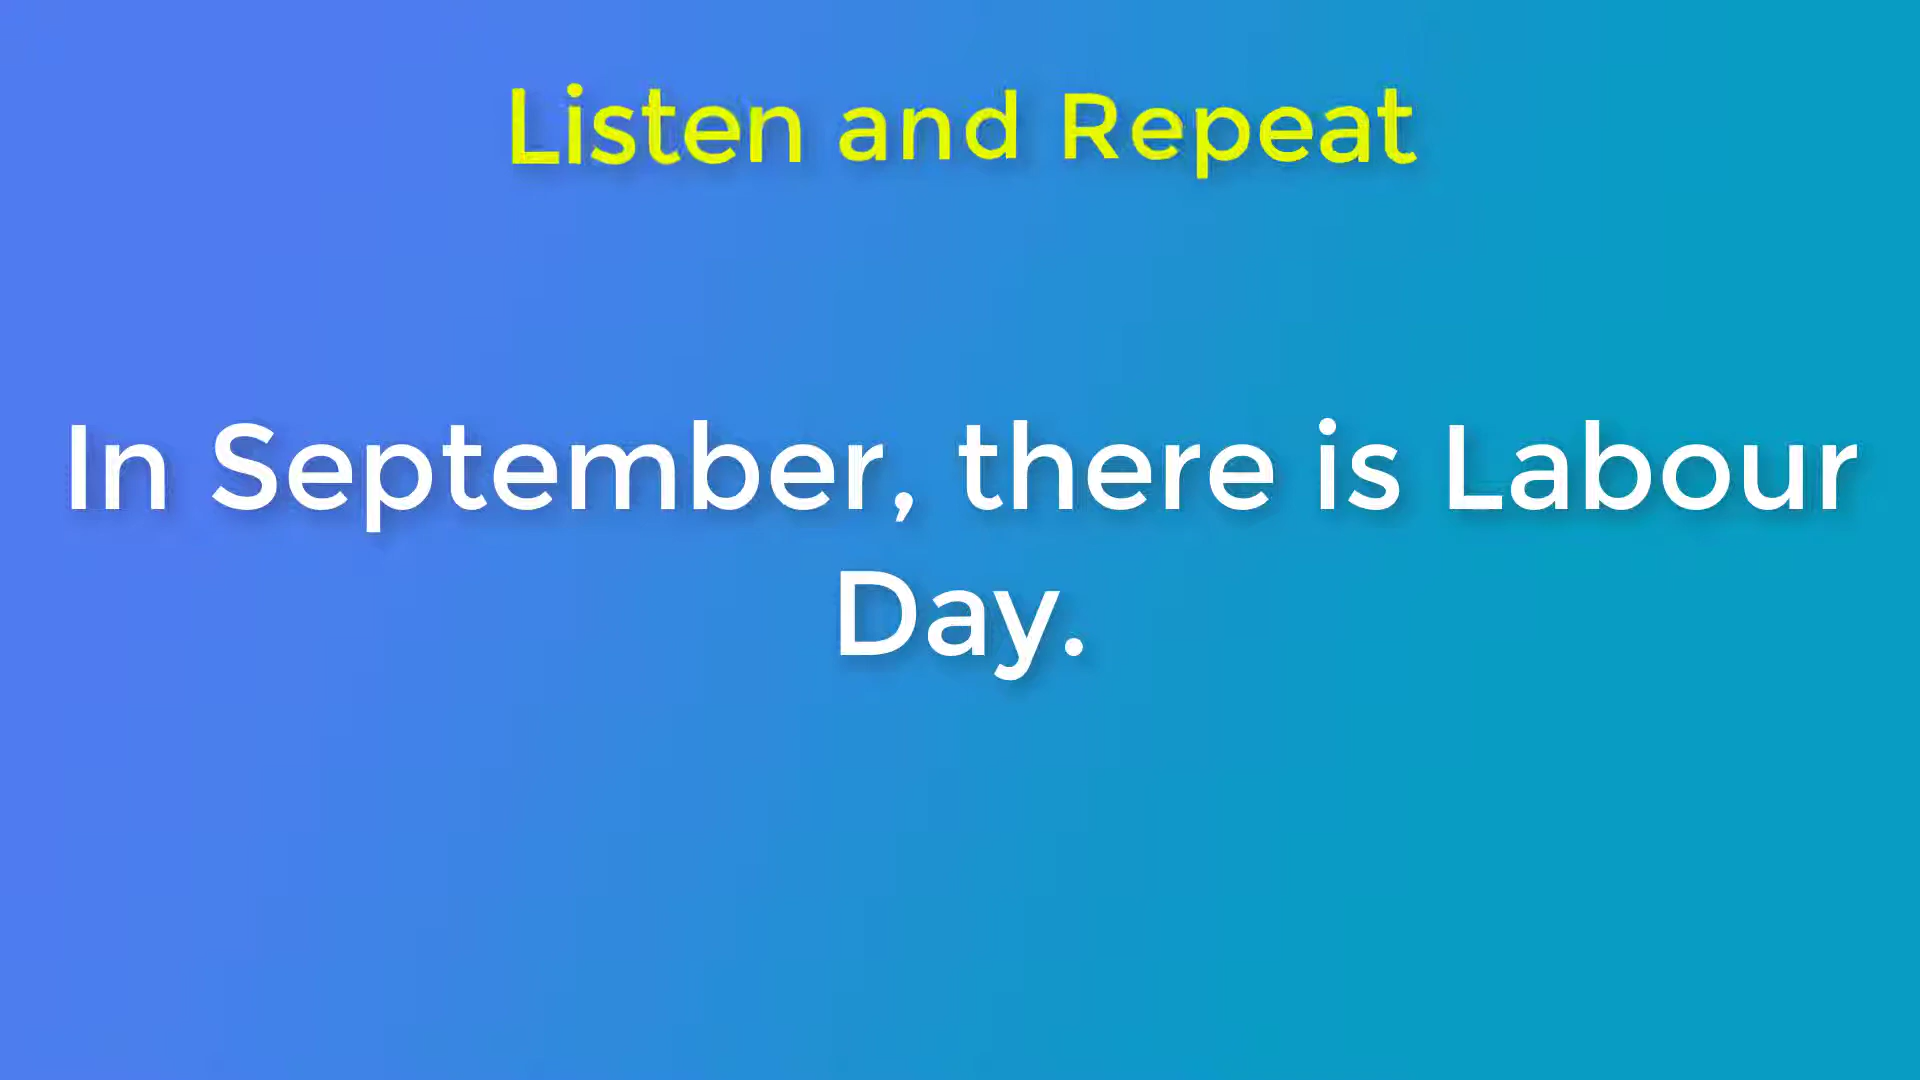 Listen and Repeat
In September, there is Labour
Day.